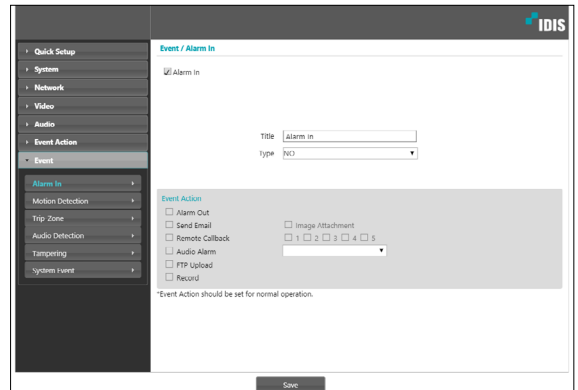 IDIS
Quick Setup
System
Network
Video
Audio
Event Action
Event
Alarm In
Motion Detection
Trip-Zone
Audio Detection
Tampering
System Event
Event / Alarm In
Alarm In
Title Alarm In
Type NO
Event Action
Alarm Out
Send Email Image Attachment
Remote Callback 1 2 3 4 5
Audio Alarm
FTP Upload
Record
*Event Action should be set for normal operation.
Save